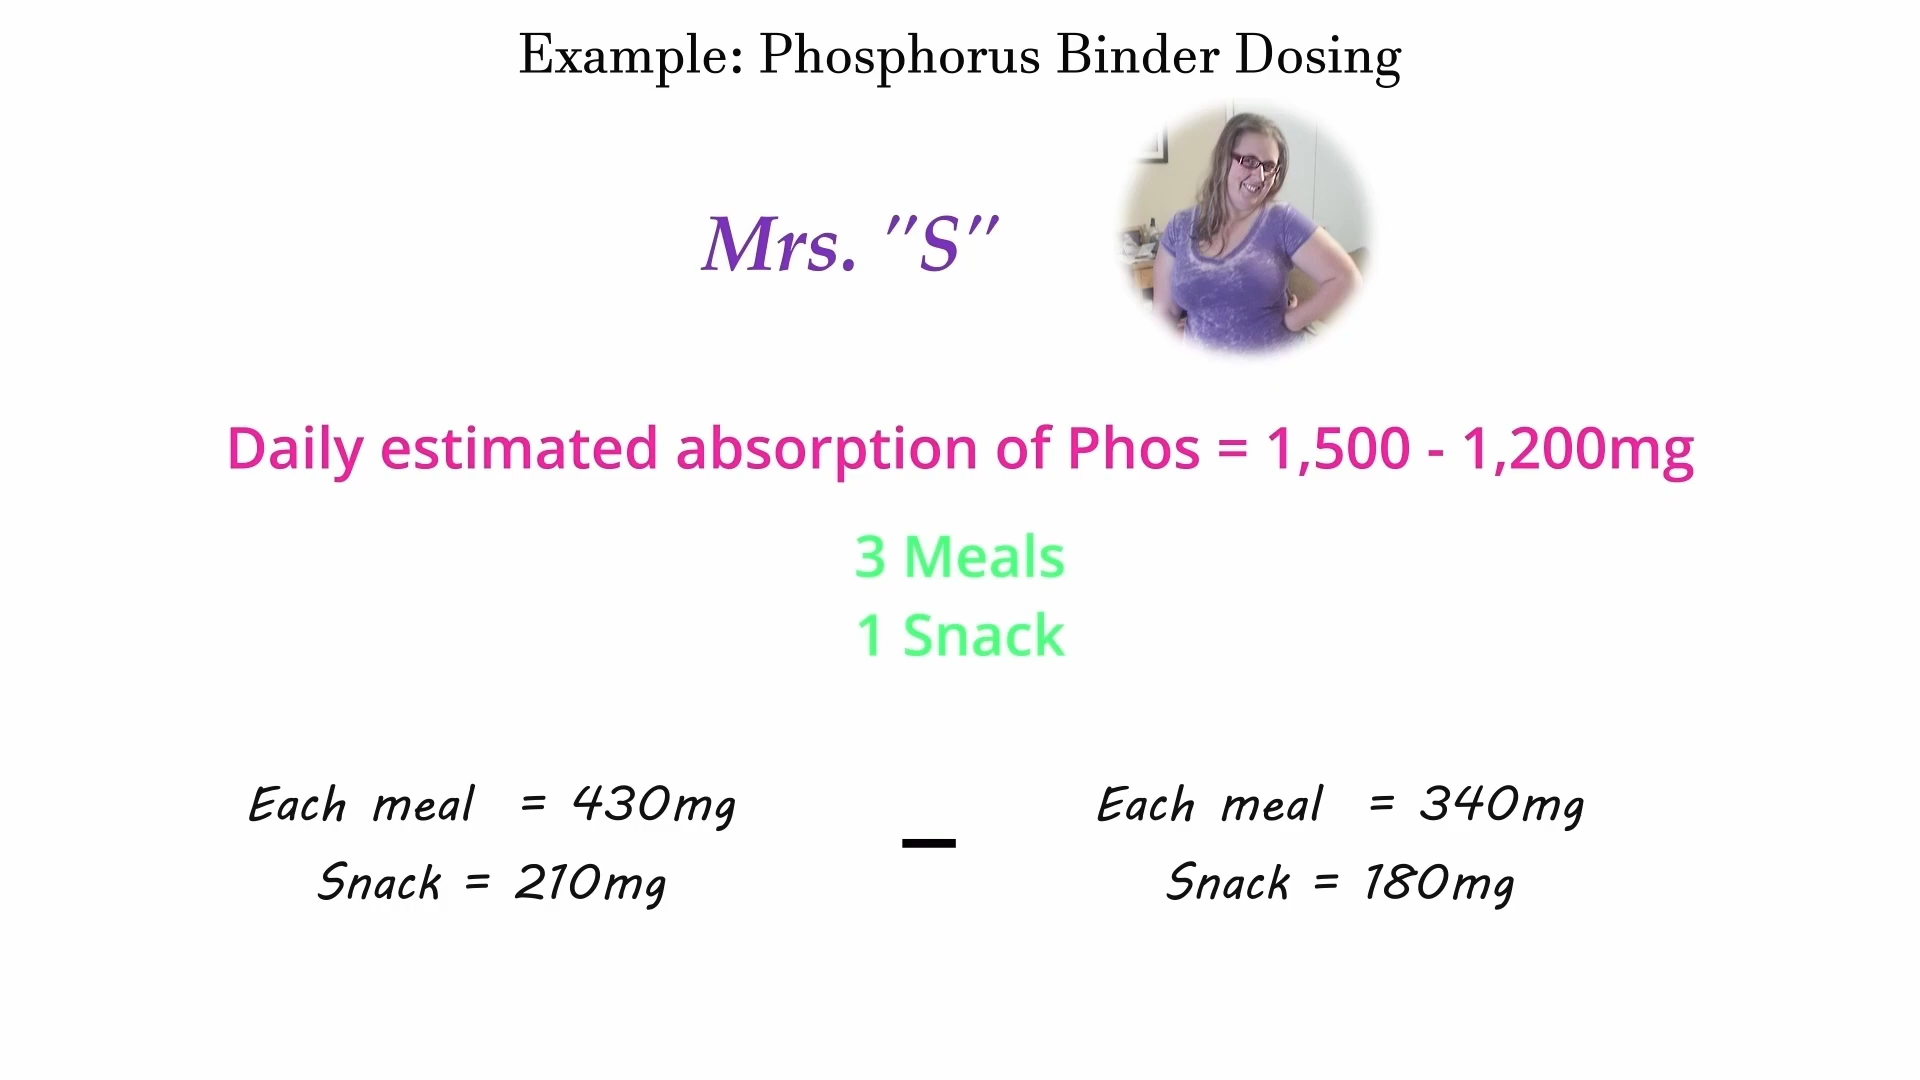 Example: Phosphorus Binder Dosing
Mrs. "S"
Daily estimated absorption of Phos = 1,500 - 1,200mg
3 Meals
1 Snack
Each meal = 430mg
Snack = 210mg
–
Each meal = 340mg
Snack = 180mg